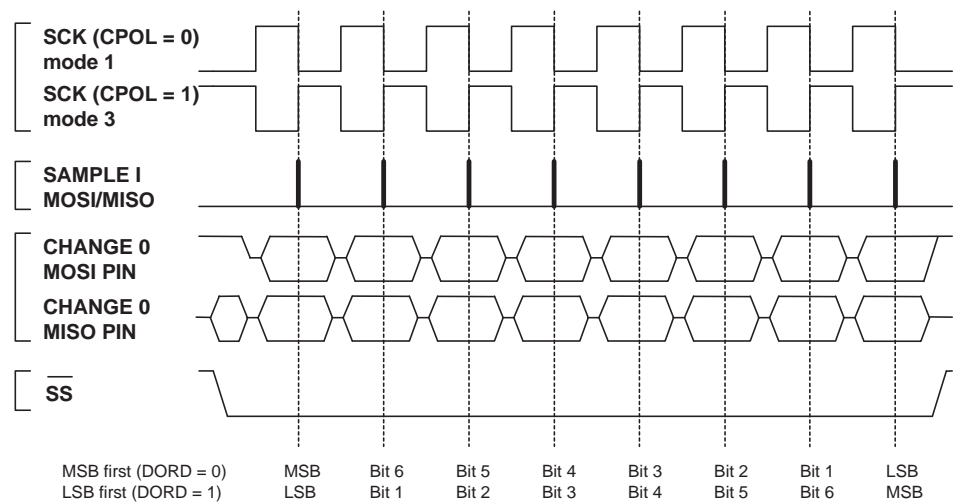 SCK (CPOL = 0)
mode 1
SCK (CPOL = 1)
mode 3
SAMPLE I
MOSI/MISO
CHANGE 0
MOSI PIN
CHANGE 0
MISO PIN
SS
MSB first (DORD = 0) MSB Bit 6 Bit 5 Bit 4 Bit 3 Bit 2 Bit 1 LSB
LSB first (DORD = 1) LSB Bit 1 Bit 2 Bit 3 Bit 4 Bit 5 Bit 6 MSB